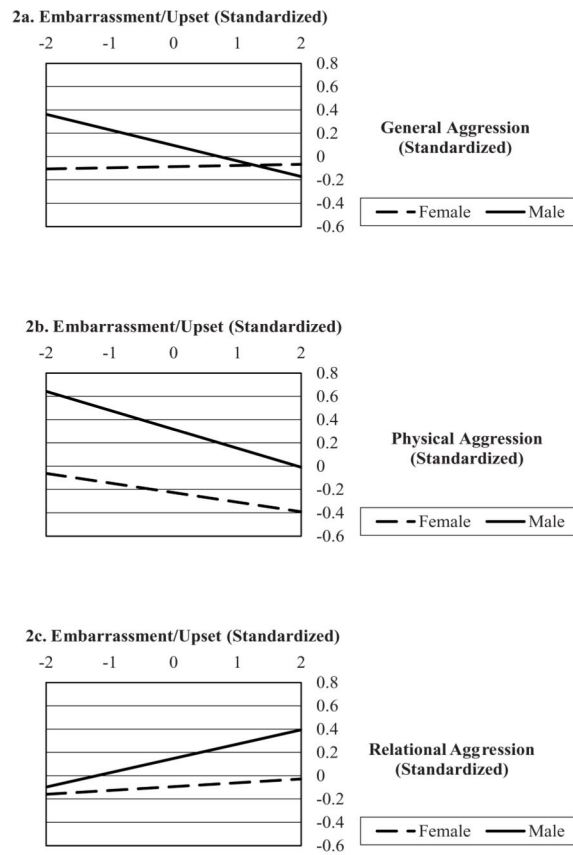 2a. Embarrassment/Upset (Standardized)
-2 -1 0 1 2
0.8
0.6
0.4
0.2
0
-0.2
-0.4
-0.6
General Aggression
(Standardized)
Female Male
2b. Embarrassment/Upset (Standardized)
-2 -1 0 1 2
0.8
0.6
0.4
0.2
0
-0.2
-0.4
-0.6
Physical Aggression
(Standardized)
Female Male
2c. Embarrassment/Upset (Standardized)
-2 -1 0 1 2
0.8
0.6
0.4
0.2
0
-0.2
-0.4
-0.6
Relational Aggression
(Standardized)
Female Male